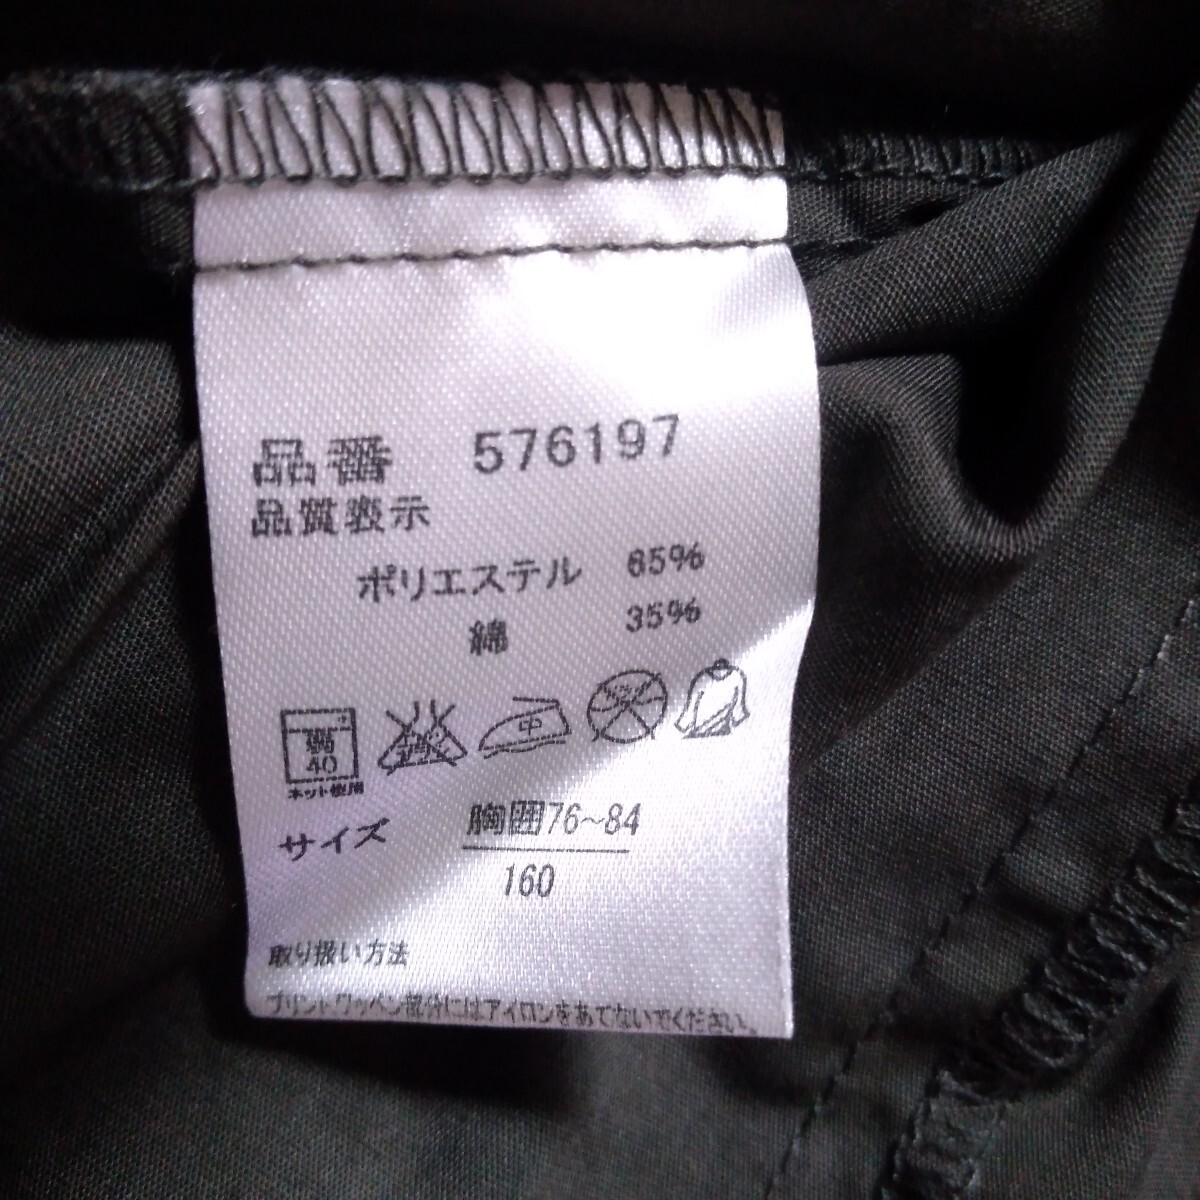 品番 576197
品質表示
ポリエステル 65%
綿 35%
弱
40
中
ネット使用
サイズ 胸囲76~84
160
取り扱い方法
プリントワッペン部分にはアイロンをあてないでください。